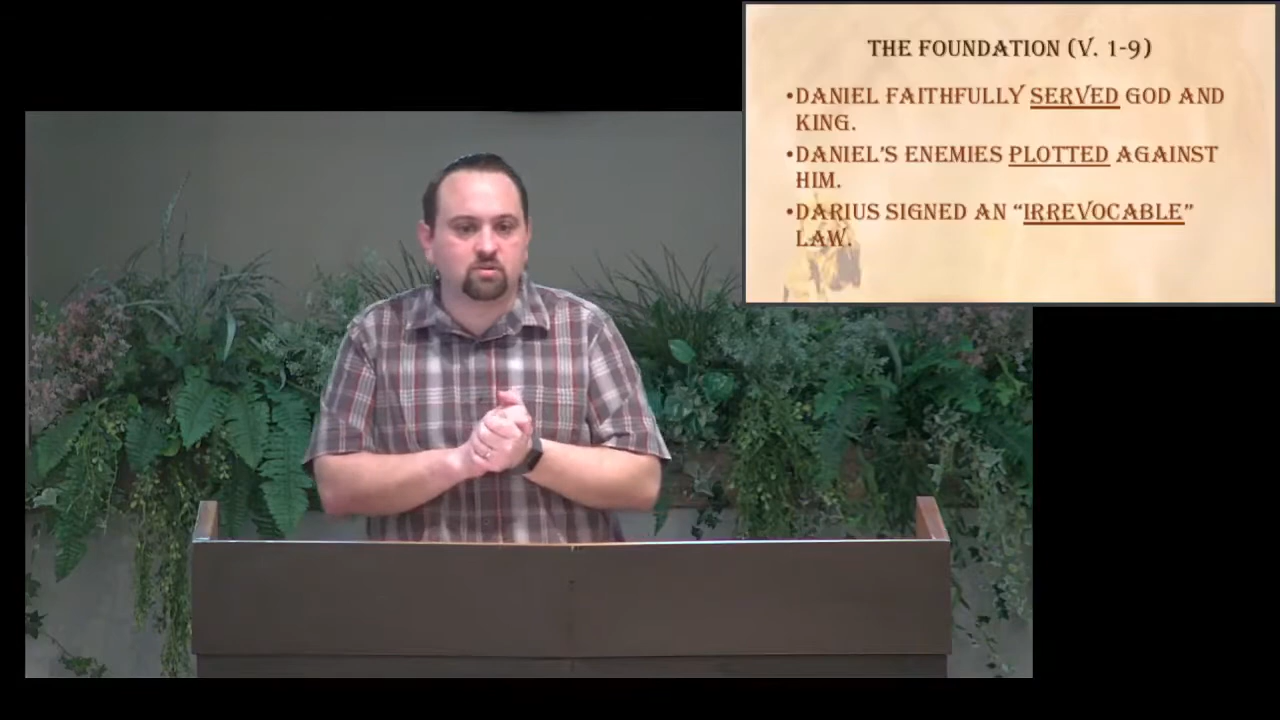 THE FOUNDATION (V. 1-9)
•DANIEL FAITHFULLY SERVED GOD AND
KING.
•DANIEL'S ENEMIES PLOTTED AGAINST
HIM.
•DARIUS SIGNED AN “IRREVOCABLE”
LAW.